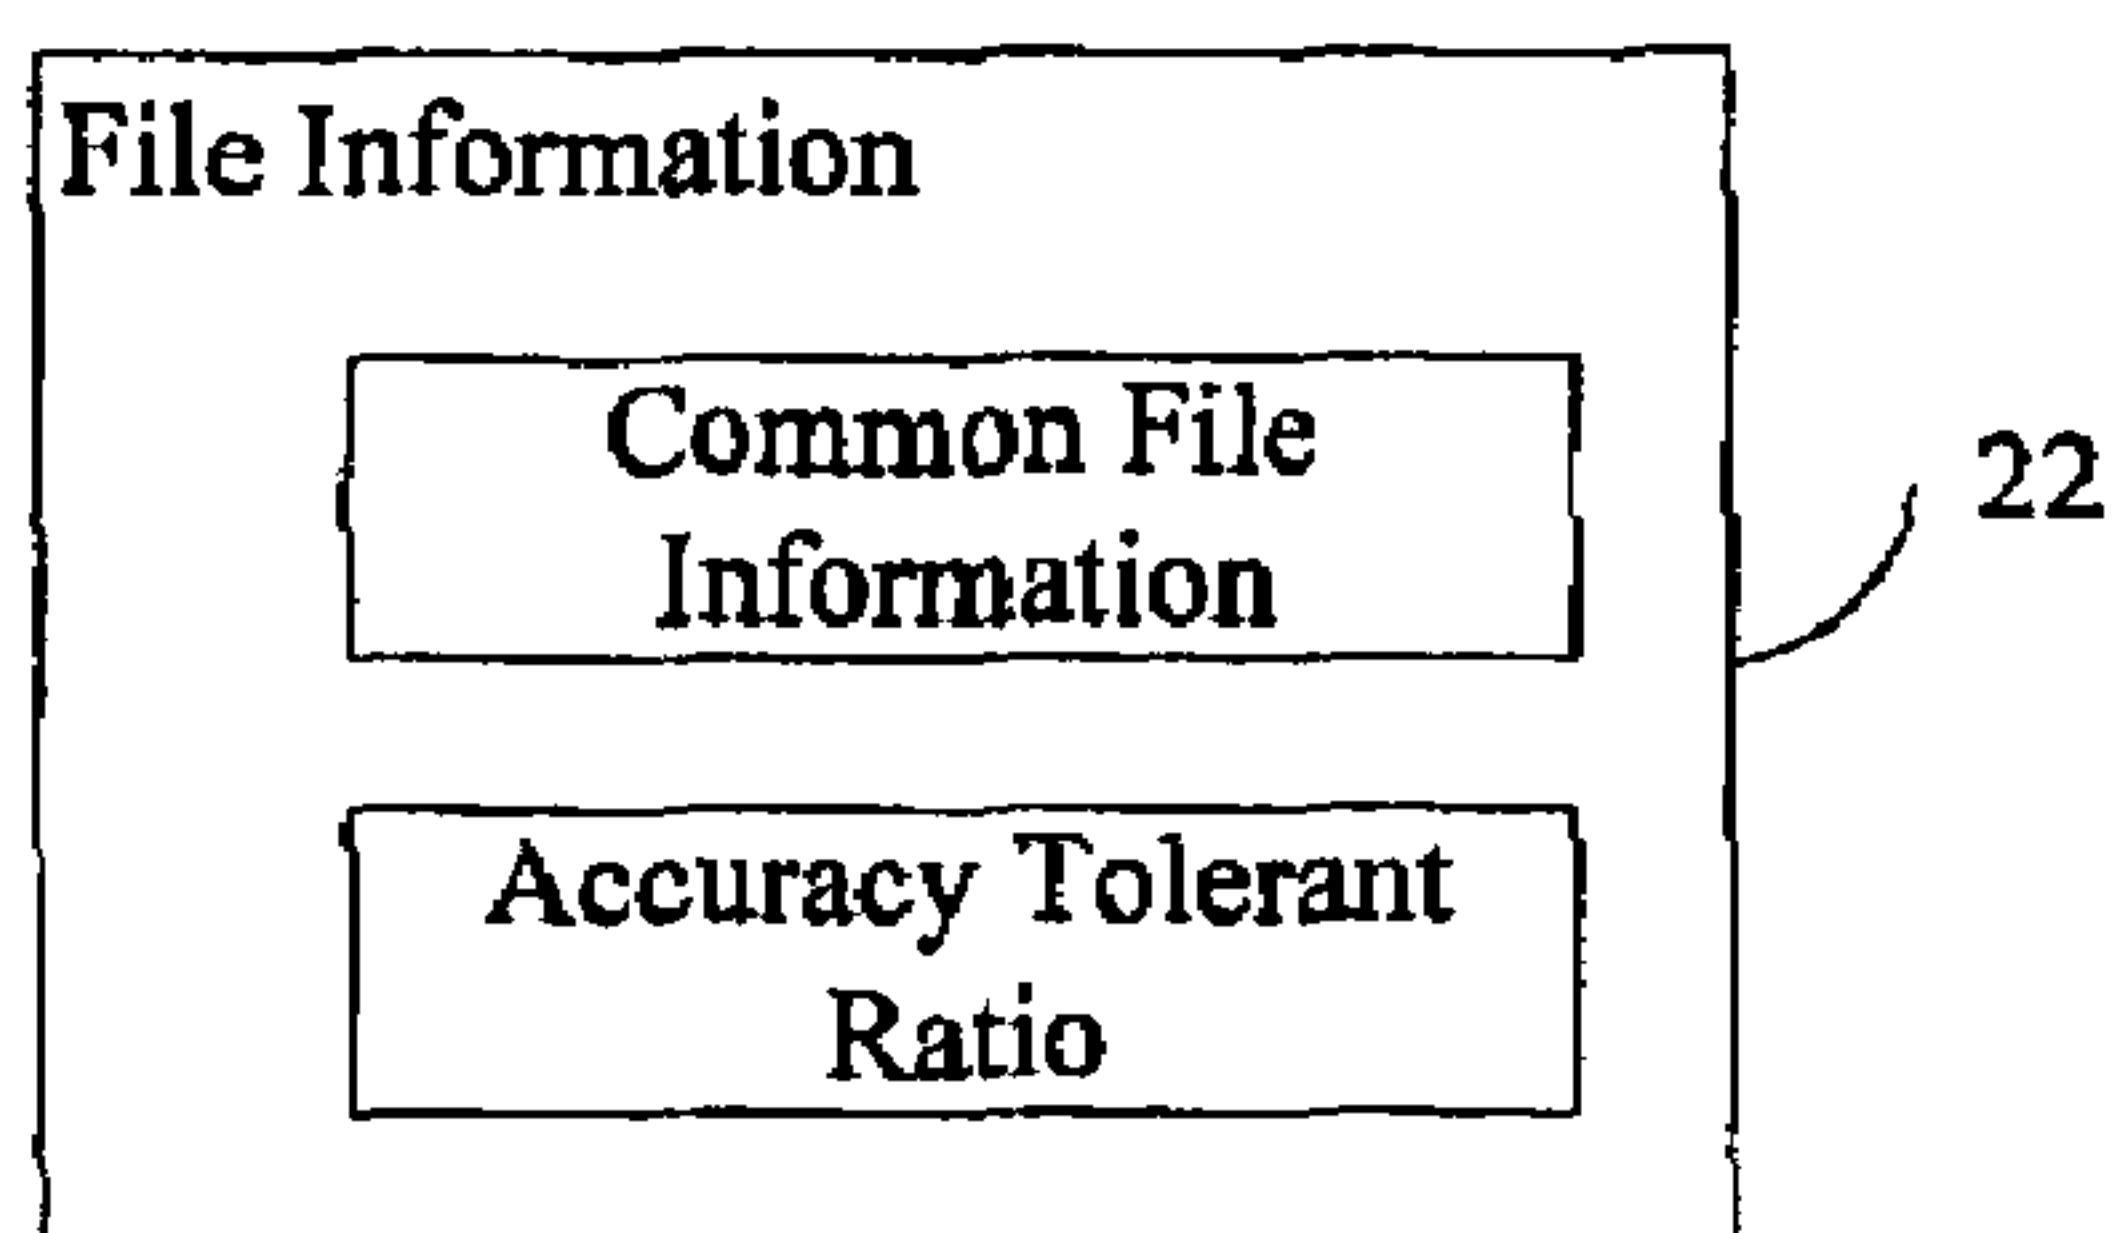 File Information
Common File
Information
22
Accuracy Tolerant
Ratio